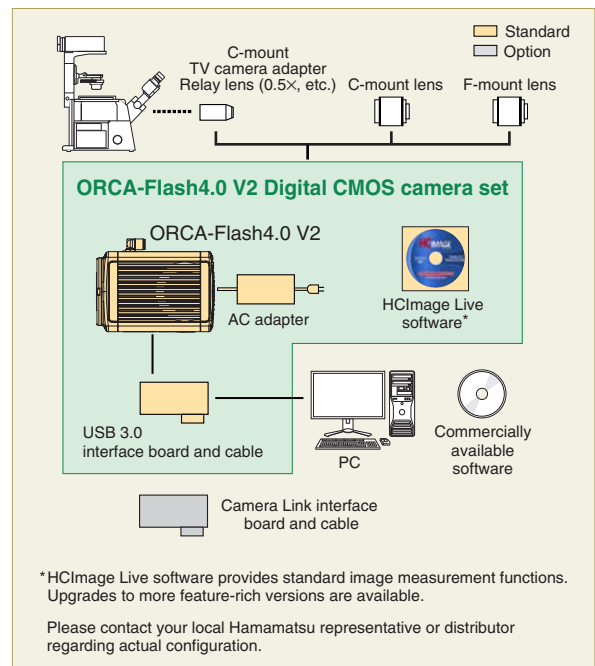 Standard
Option
C-mount
TV camera adapter
Relay lens (0.5×, etc.)
C-mount lens
F-mount lens
ORCA-Flash4.0 V2 Digital CMOS camera set
ORCA-Flash4.0 V2
AC adapter
HCIMAGE
HCImage Live
software*
USB 3.0
interface board and cable
PC
Commercially
available
software
Camera Link interface
board and cable
*HCImage Live software provides standard image measurement functions.
Upgrades to more feature-rich versions are available.
Please contact your local Hamamatsu representative or distributor
regarding actual configuration.